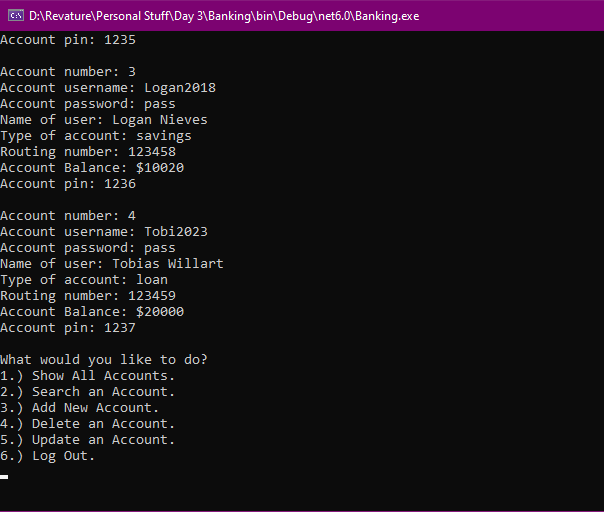 D:\Revature\Personal Stuff\Day 3\Banking\bin\Debug\net6.0\Banking.exe
Account pin: 1235
Account number: 3
Account username: Logan2018
Account password: pass
Name of user: Logan Nieves
Type of account: savings
Routing number: 123458
Account Balance: $10020
Account pin: 1236
Account number: 4
Account username: Tobi2023
Account password: pass
Name of user: Tobias Willart
Type of account: loan
Routing number: 123459
Account Balance: $20000
Account pin: 1237
What would you like to do?
1.) Show All Accounts.
2.) Search an Account.
3.) Add New Account.
4.) Delete an Account.
5.) Update an Account.
6.) Log Out.